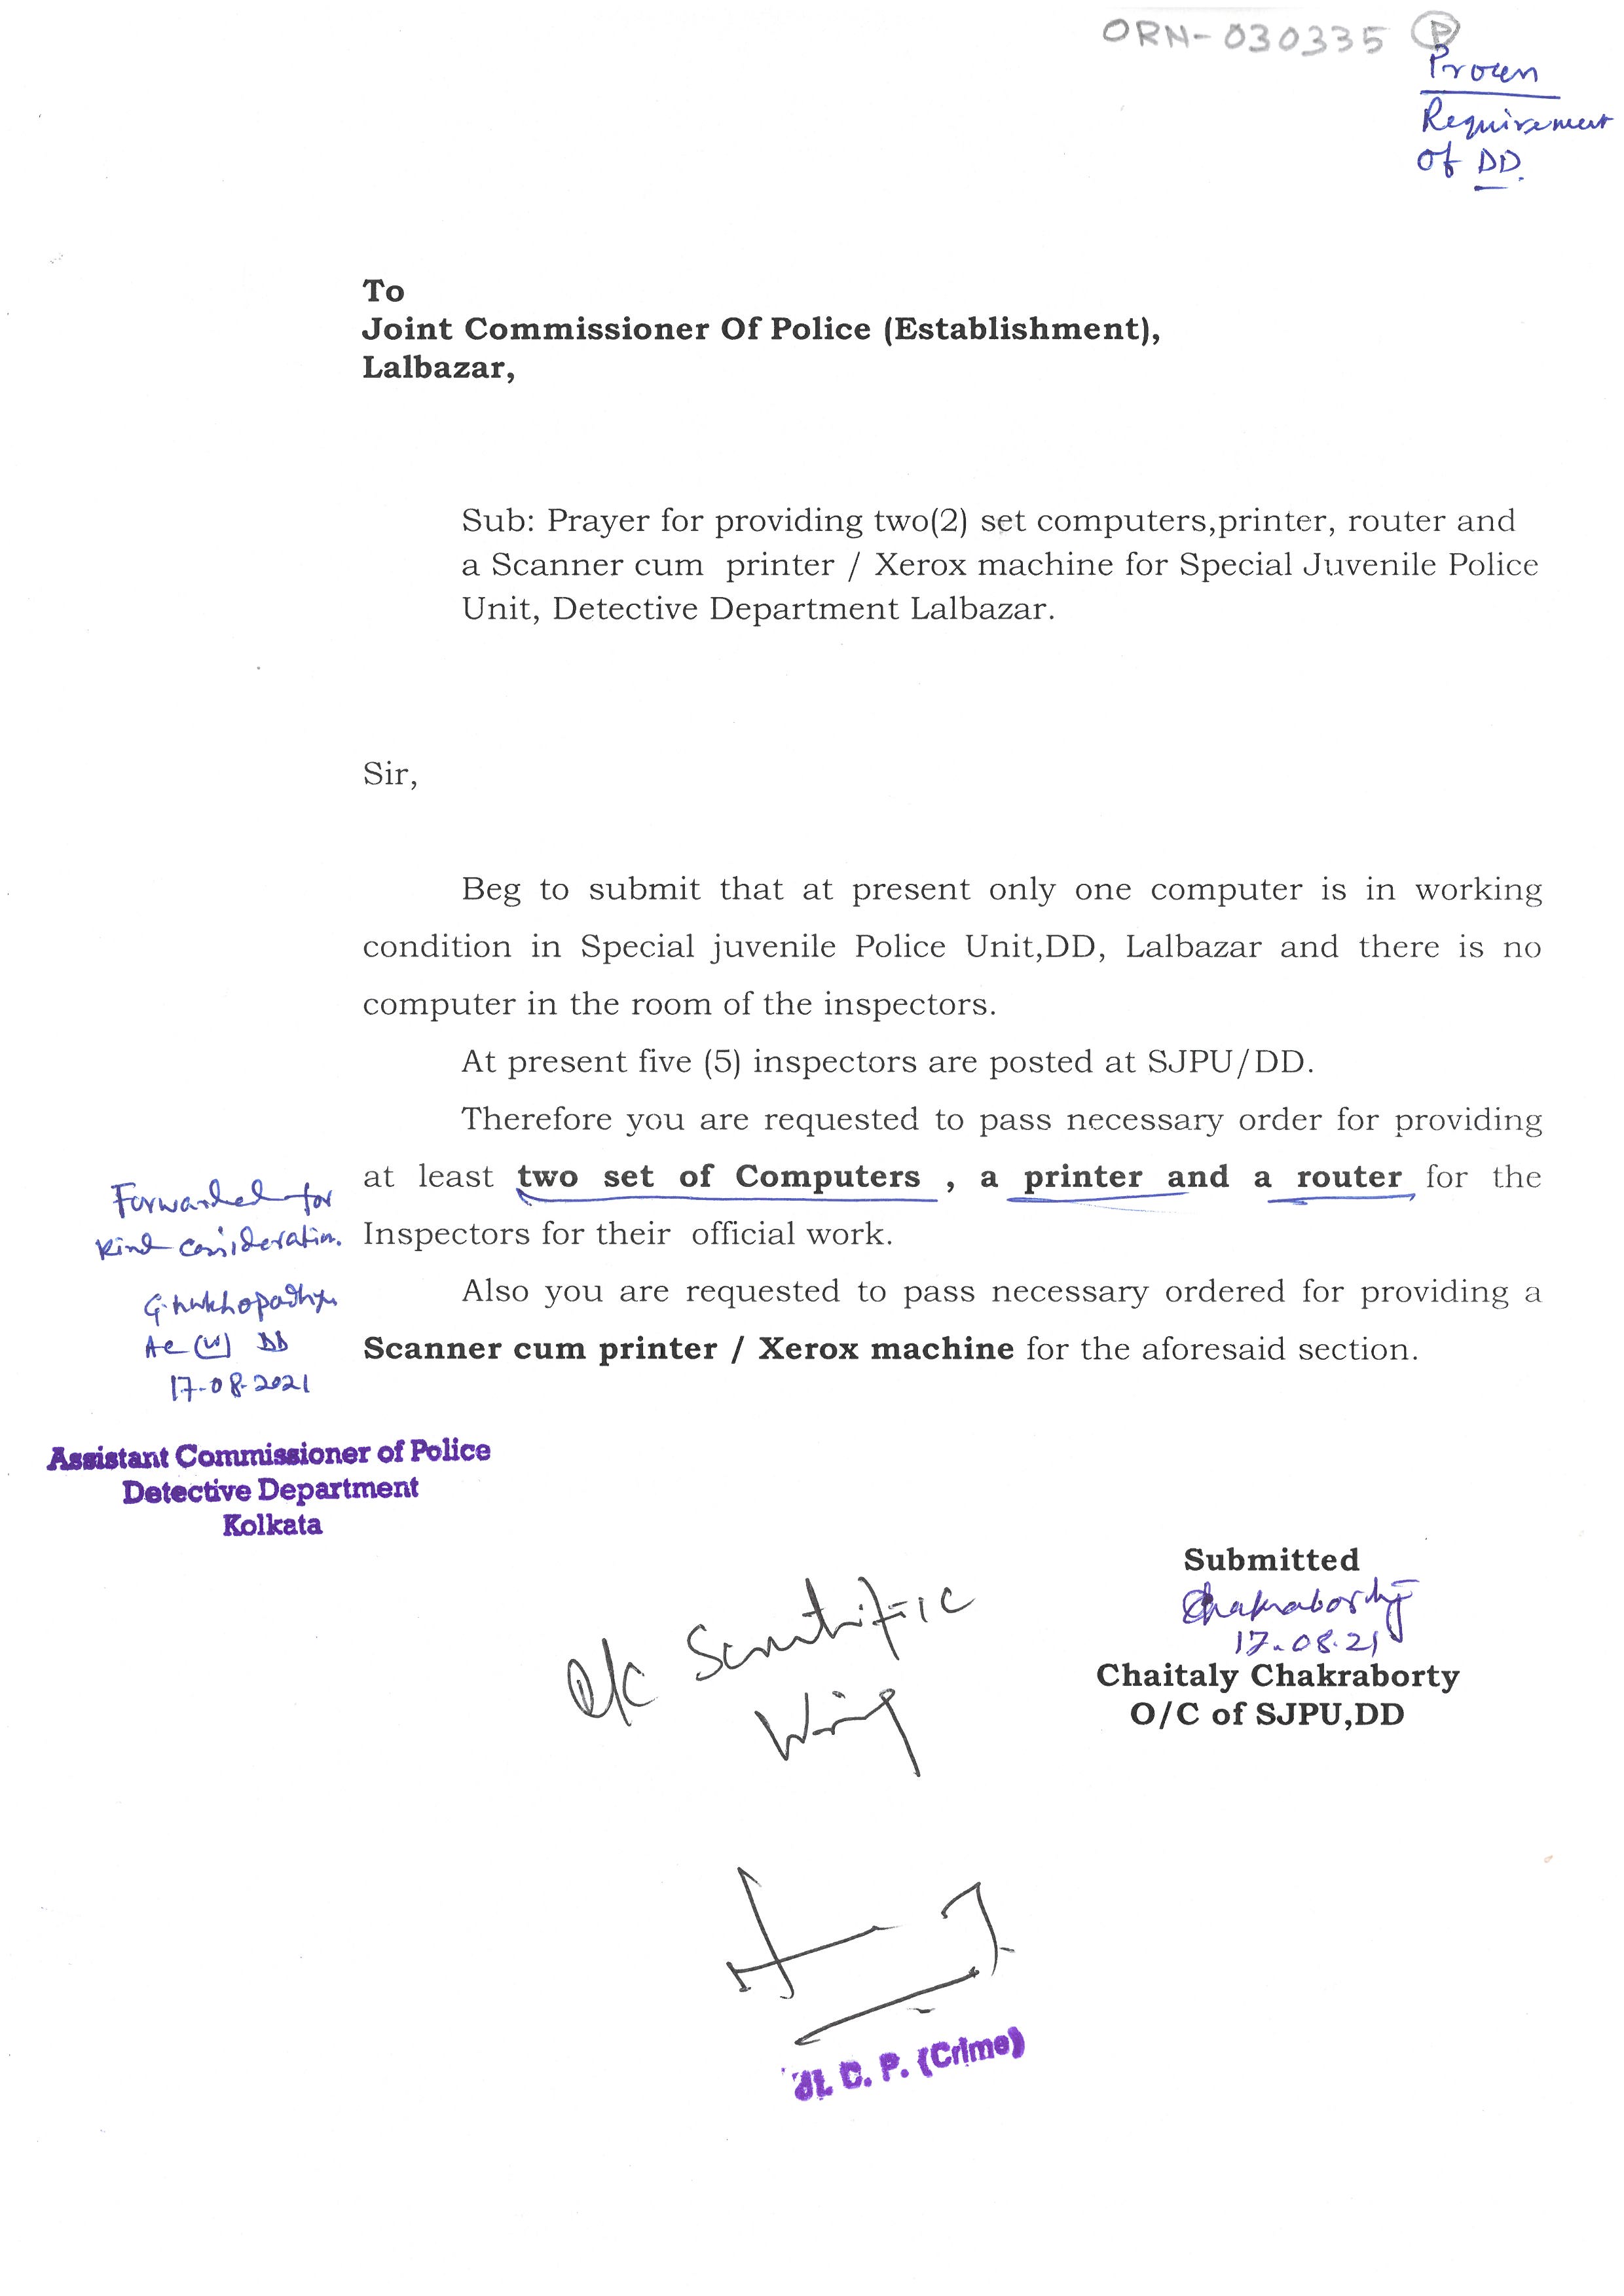 ORN-030335 P
Requirement
of DD.
To
Joint Commissioner Of Police (Establishment),
Lalbazar,
Sub: Prayer for providing two(2) set computers,printer, router and
a Scanner cum printer / Xerox machine for Special Juvenile Police
Unit, Detective Department Lalbazar.
Sir,
Beg to submit that at present only one computer is in working
condition in Special juvenile Police Unit,DD, Lalbazar and there is no
computer in the room of the inspectors.
At present five (5) inspectors are posted at SJPU/DD.
Therefore you are requested to pass necessary order for providing
at least two set of Computers , a printer and a router for the
Inspectors for their official work.
Also you are requested to pass necessary ordered for providing a
Scanner cum printer / Xerox machine for the aforesaid section.
Forwarded for
kind consideration.
G. Mukhopadhyay
AC (W) DD
17-08-2021
Assistant Commissioner of Police
Detective Department
Kolkata
Submitted
Chakraborty
17.08.21
Chaitaly Chakraborty
O/C of SJPU,DD
O/C Scientific
Wing
Jt. C. P. (Crime)